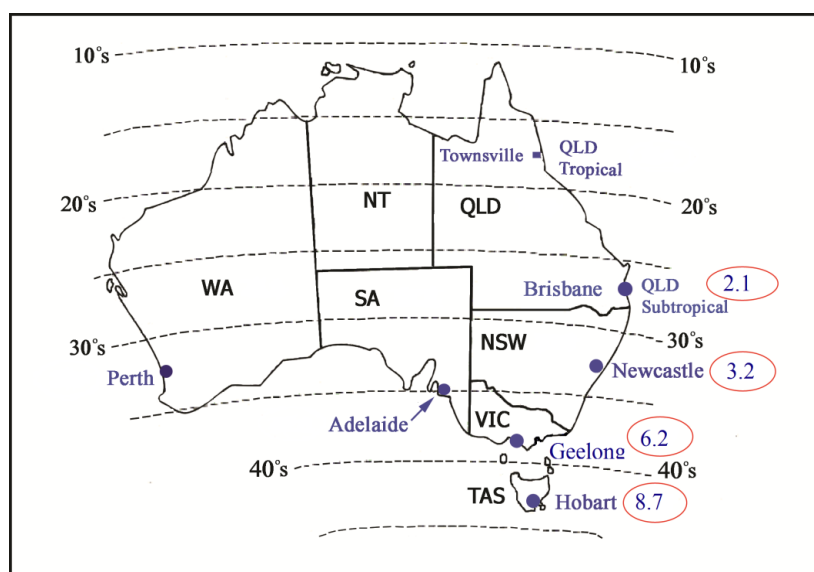 10°s
10°s
Townsville
QLD
Tropical
20°s
NT
QLD
20°s
WA
SA
Brisbane
QLD
Subtropical
2.1
30°s
NSW
30°s
Perth
Newcastle
3.2
Adelaide
VIC
Geelong
6.2
40°s
40°s
TAS
Hobart
8.7